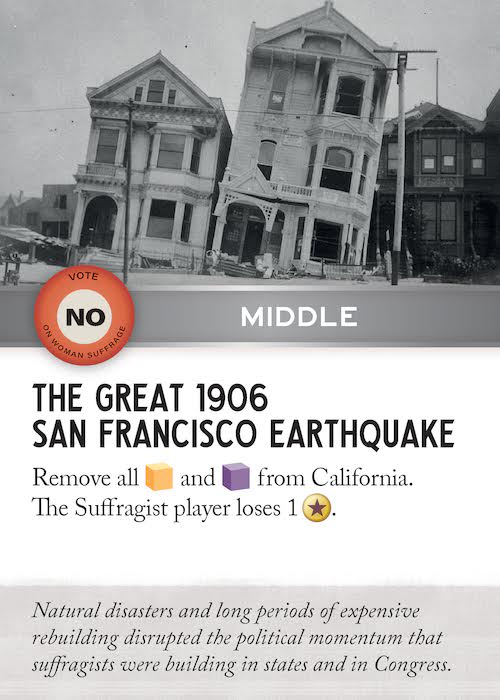 VOTE
NO
ON WOMAN SUFFRAGE
MIDDLE
THE GREAT 1906
SAN FRANCISCO EARTHQUAKE
Remove all and from California.
The Suffragist player loses 1 .
Natural disasters and long periods of expensive
rebuilding disrupted the political momentum that
suffragists were building in states and in Congress.